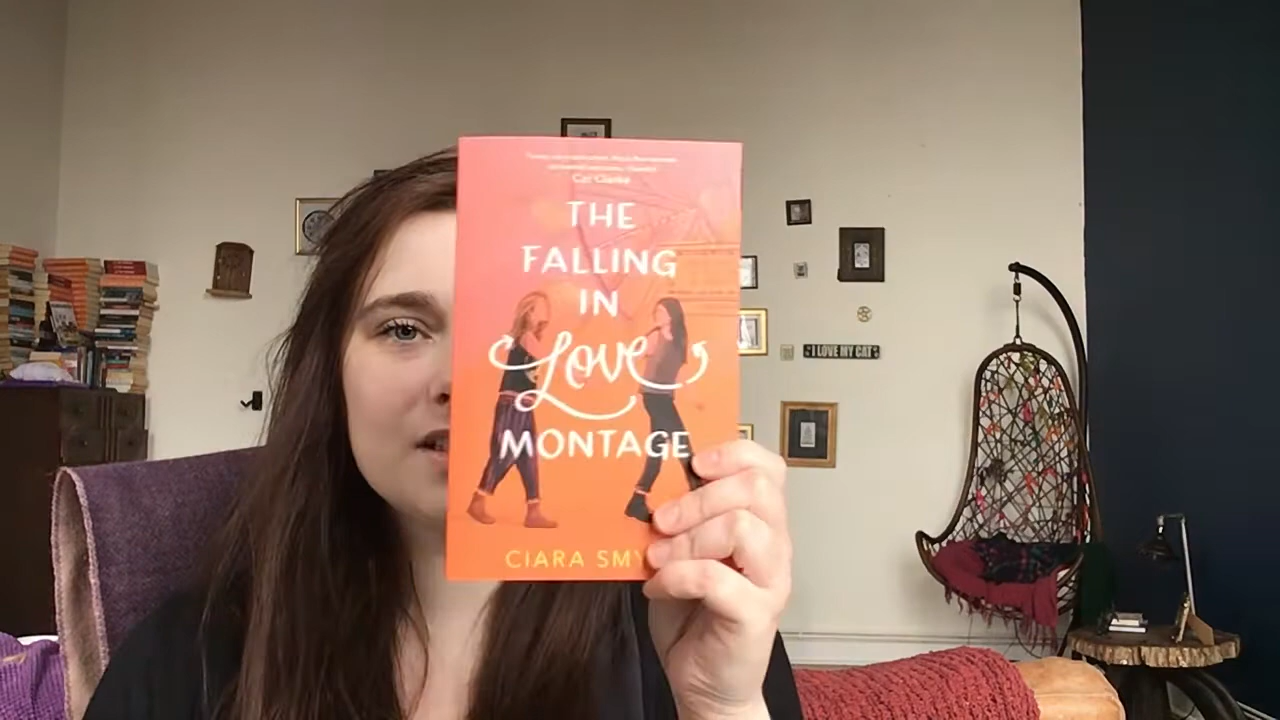 Cat Clarke
THE
FALLING
IN
Love
MONTAGE
CIARA SMY
I LOVE MY CAT